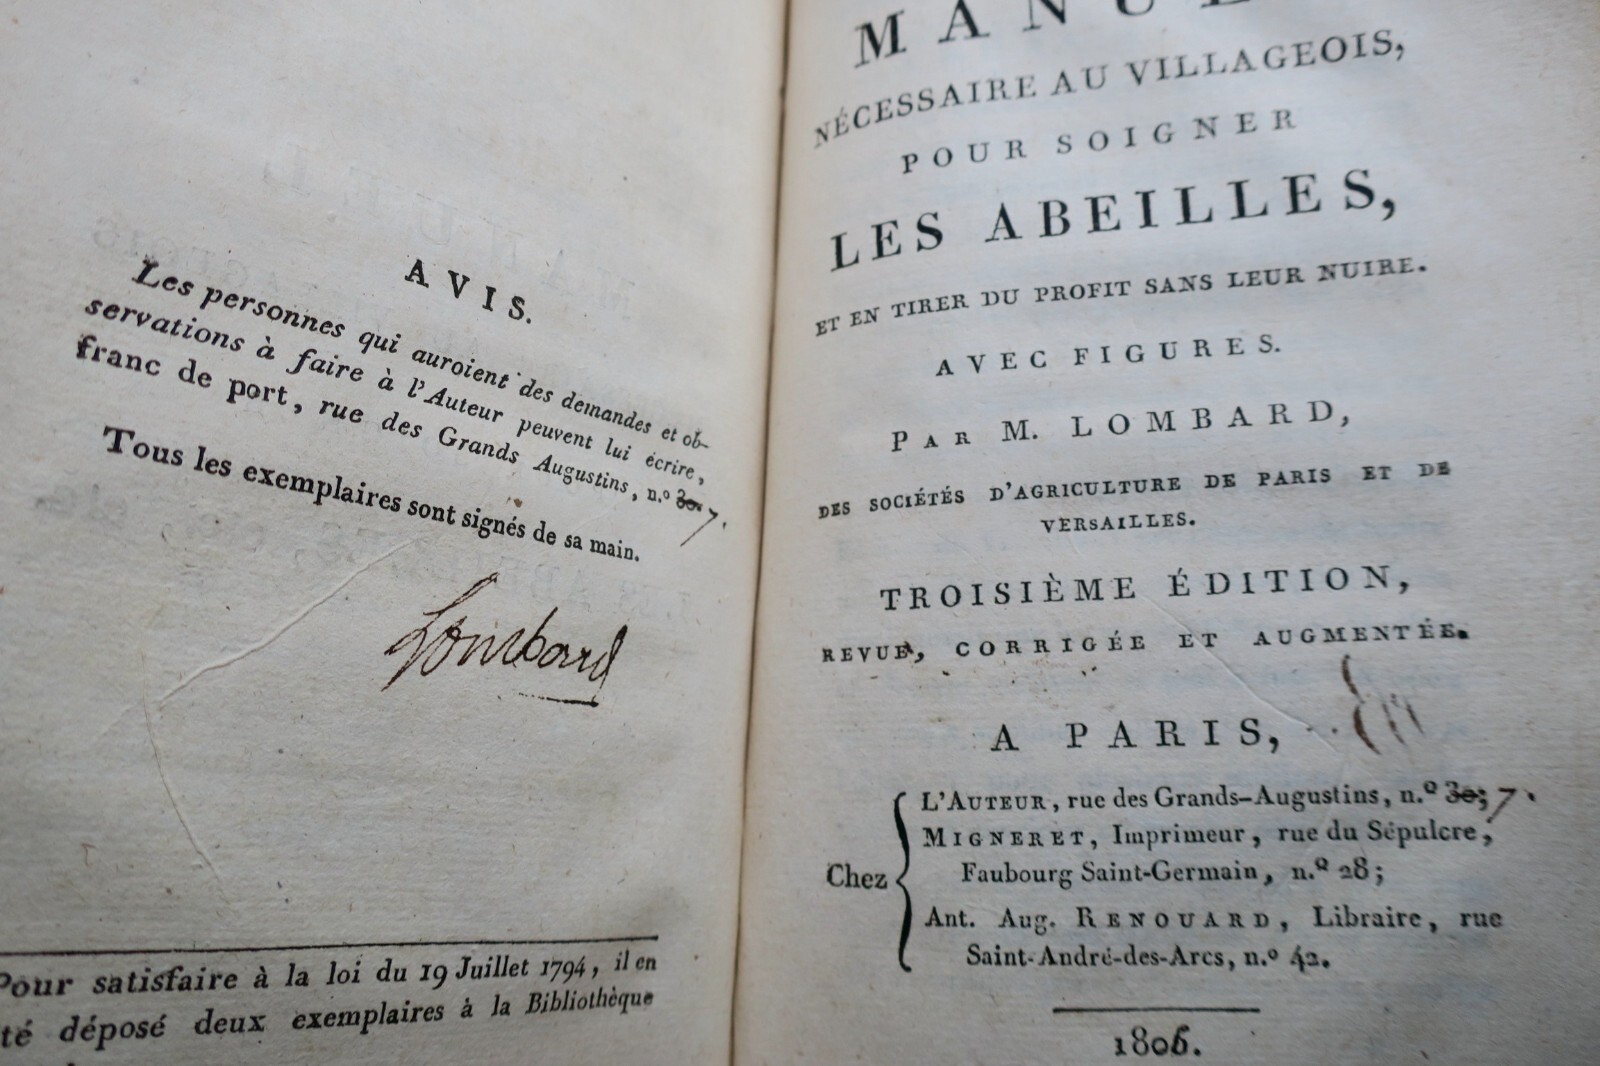 AVIS.
Les personnes qui auroient des demandes et ob-
servations à faire à l'Auteur peuvent lui écrire,
franc de port, rue des Grands Augustins, n.º 30. 7.
Tous les exemplaires sont signés de sa main.
Lombard
Pour satisfaire à la loi du 19 Juillet 1794, il en
té déposé deux exemplaires à la Bibliothèque
NÉCESSAIRE AU VILLAGEOIS,
POUR SOIGNER
LES ABEILLES,
ET EN TIRER DU PROFIT SANS LEUR NUIRE.
AVEC FIGURES.
PAR M. LOMBARD,
DES SOCIÉTÉS D'AGRICULTURE DE PARIS ET DE
VERSAILLES.
TROISIÈME ÉDITION,
REVUE, CORRIGÉE ET AUGMENTÉE.
A PARIS,
Chez
L'AUTEUR, rue des Grands-Augustins, n.º 30; 7.
MIGNERET, Imprimeur, rue du Sépulcre,
Faubourg Saint-Germain, n.º 28;
Ant. Aug. RENOUARD, Libraire, rue
Saint-André-des-Arcs, n.º 42.
1806.